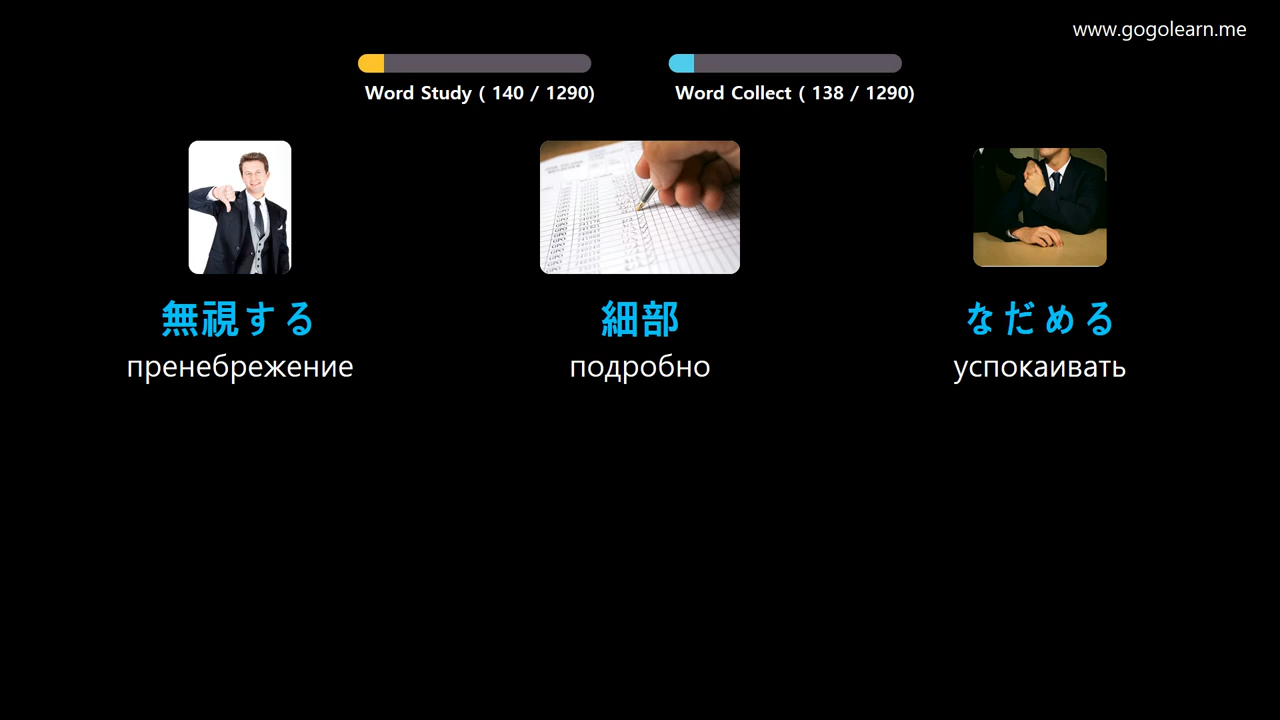 www.gogolearn.me
Word Study ( 140 / 1290)
Word Collect ( 138 / 1290)
無視する
細部
なだめる
пренебрежение
подробно
успокаивать